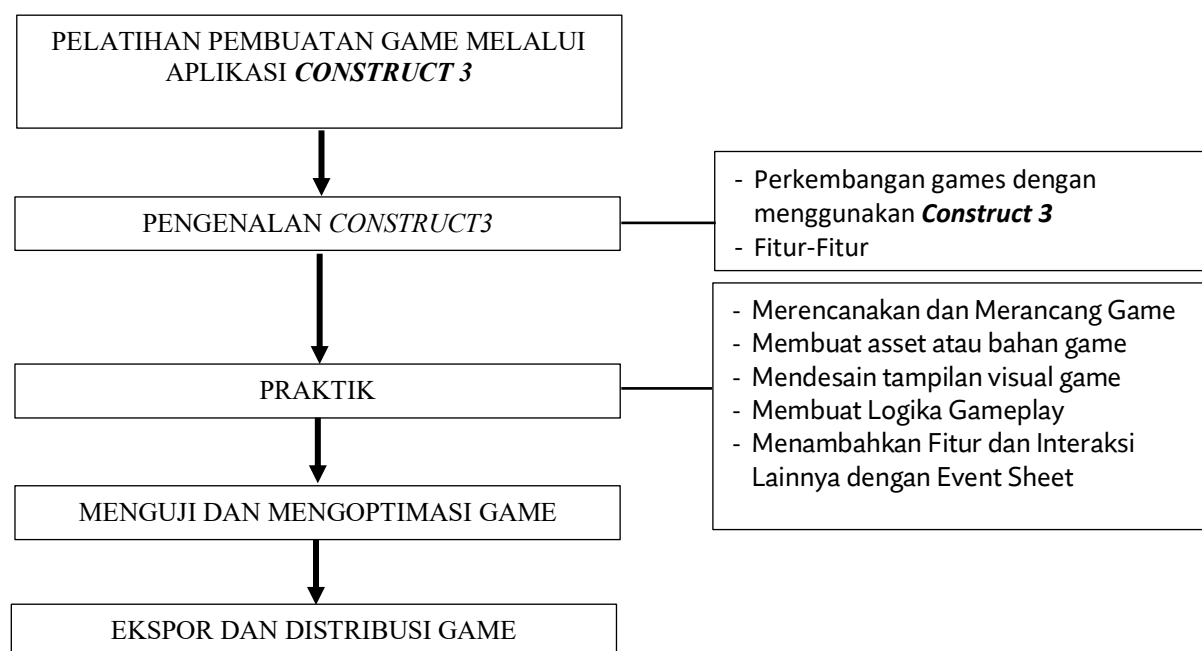 PELATIHAN PEMBUATAN GAME MELALUI
APLIKASI CONSTRUCT 3
PENGENALAN CONSTRUCT3
- Perkembangan games dengan
menggunakan Construct 3
- Fitur-Fitur
PRAKTIK
- Merencanakan dan Merancang Game
- Membuat asset atau bahan game
- Mendesain tampilan visual game
- Membuat Logika Gameplay
- Menambahkan Fitur dan Interaksi
Lainnya dengan Event Sheet
MENGUJI DAN MENGOPTIMASI GAME
EKSPOR DAN DISTRIBUSI GAME